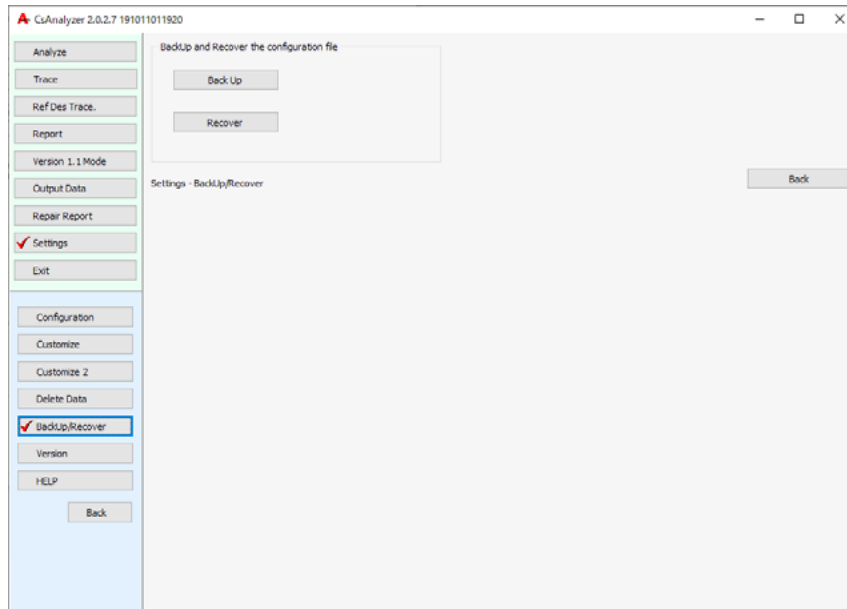 CsAnalyzer 2.0.2.7 191011011920
Analyze
Trace
Ref Des Trace.
Report
Version 1.1 Mode
Output Data
Repair Report
Settings
Exit
Configuration
Customize
Customize 2
Delete Data
BackUp/Recover
Version
HELP
Back
BackUp and Recover the configuration file
Back Up
Recover
Settings - BackUp/Recover
Back